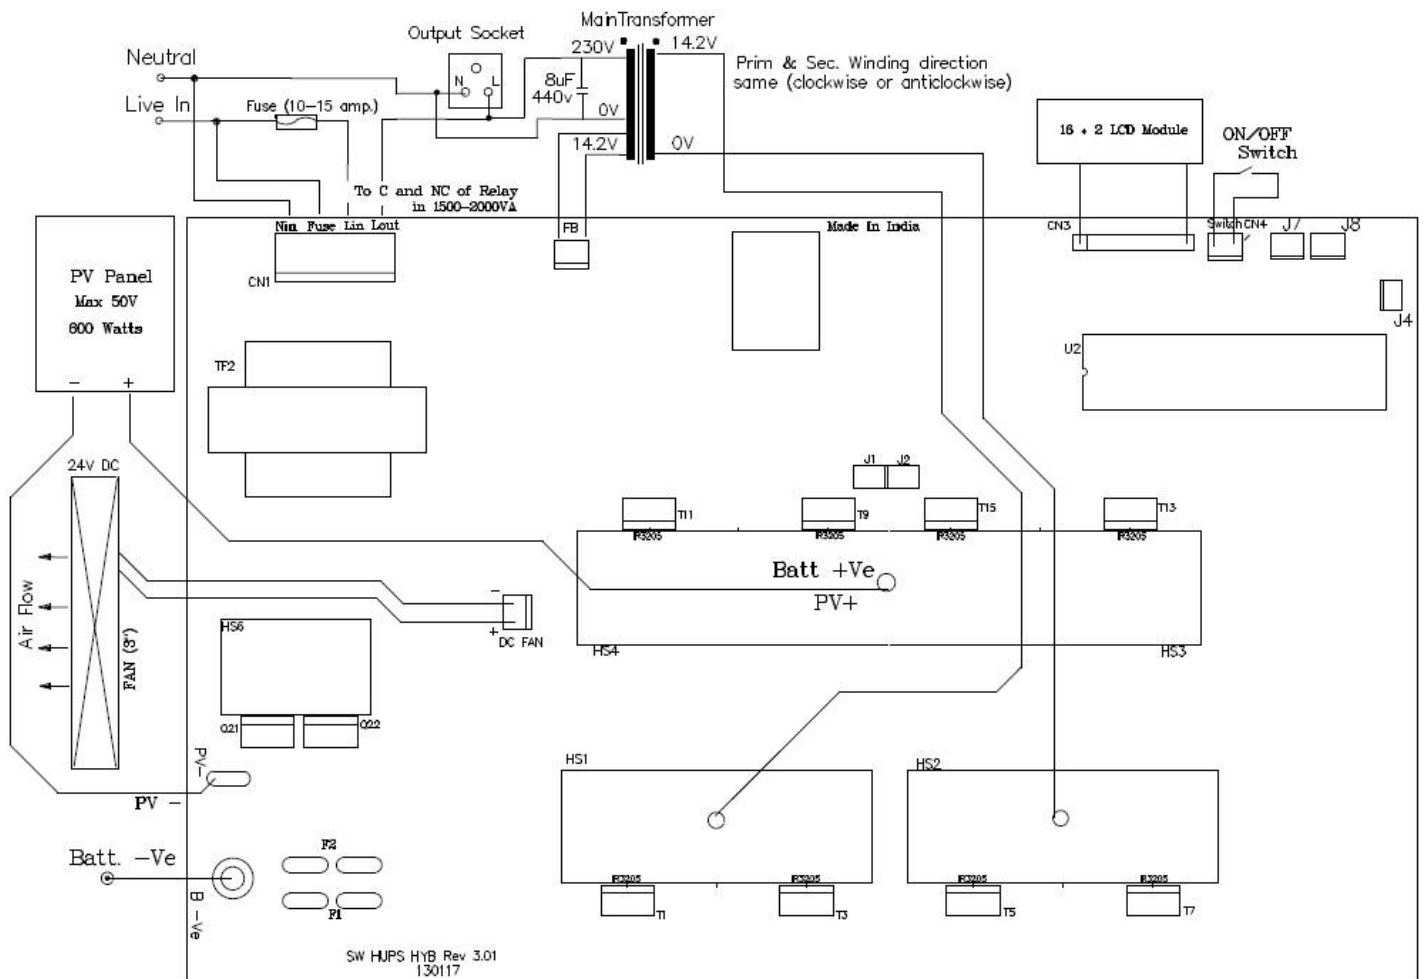 Neutral
Live In
Fuse (10-15 amp.)
Output Socket
N L
MainTransformer
230V
14.2V
8uF
440v
0V
14.2V
0V
Prim & Sec. Winding direction
same (clockwise or anticlockwise)
16 * 2 LCD Module
ON/OFF
Switch
To C and NC of Relay
in 1500-2000VA
Nin Fuse Lin Lout
CN1
FB
Made In India
CN3
Switch CN4
J7
J8
J4
U2
PV Panel
Max 50V
600 Watts
- +
TF2
24V DC
Air Flow
FAN (3")
-
+
DC FAN
J1 J2
T11
T9
T15
T13
IR3205
IR3205
IR3205
IR3205
Batt +Ve
PV+
HS4
HS3
HS6
Q21
Q22
PV-
PV -
Batt. -Ve
B -Ve
F2
F1
HS1
HS2
IR3205
IR3205
IR3205
IR3205
T1
T3
T5
T7
SW HUPS HYB Rev 3.01
130117